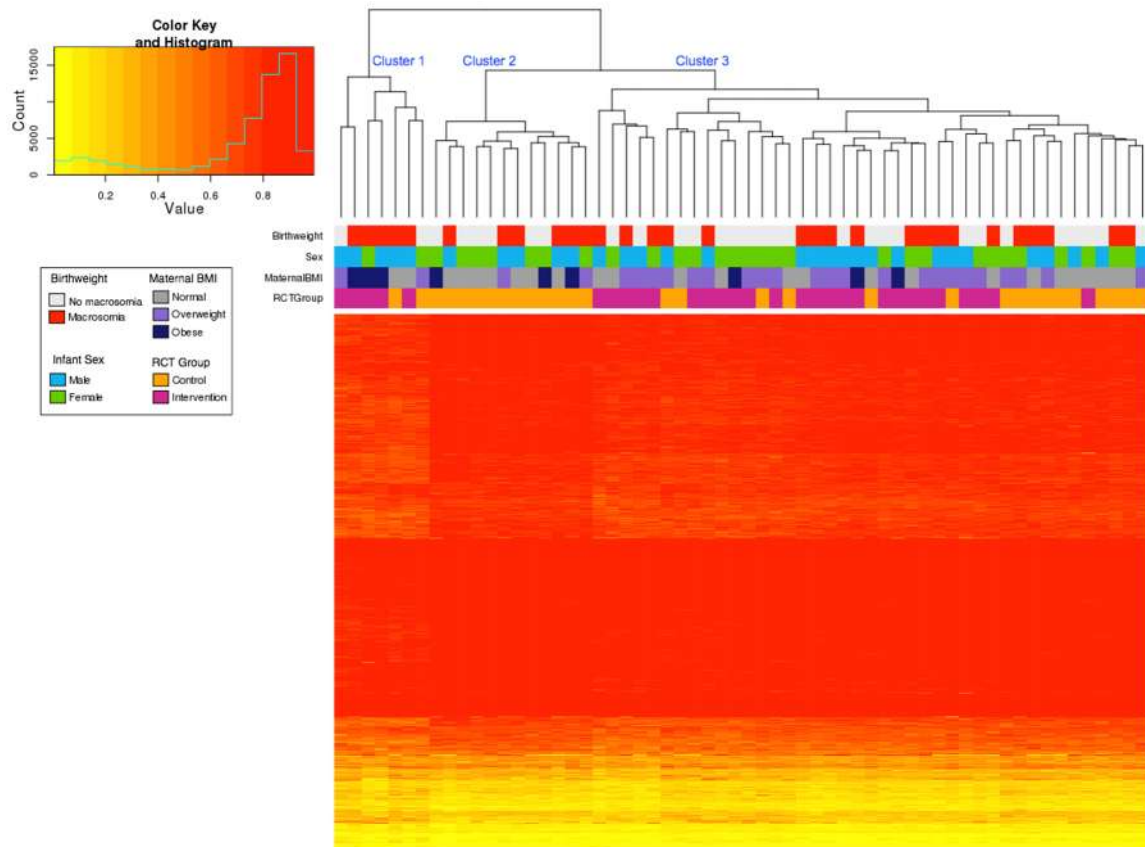 Color Key
and Histogram
Count
0
5000
15000
0.2 0.4 0.6 0.8
Value
Cluster 1 Cluster 2 Cluster 3
Birthweight
Sex
MaternalBMI
RCTGroup
Birthweight
No macrosomia
Macrosomia
Maternal BMI
Normal
Overweight
Obese
Infant Sex
Male
Female
RCT Group
Control
Intervention